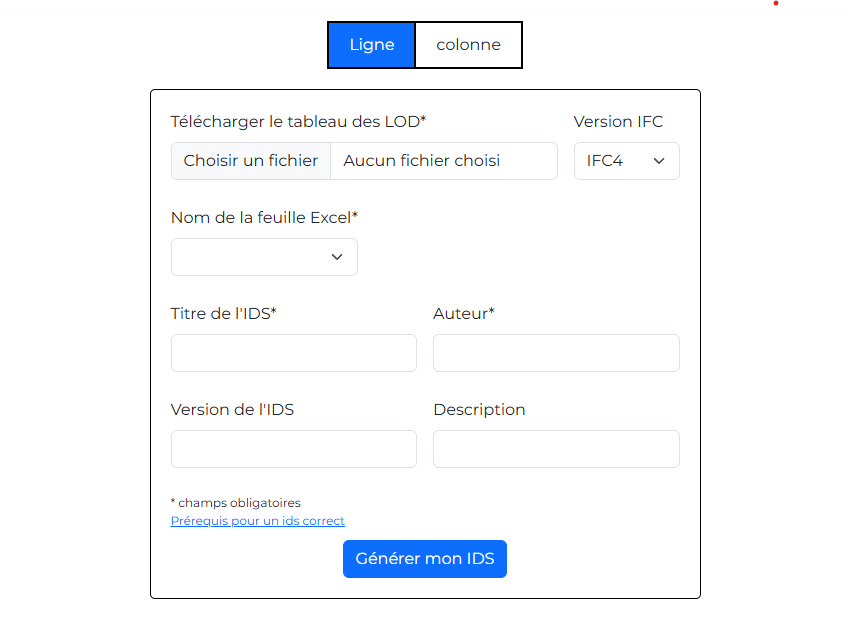 Ligne colonne
Télécharger le tableau des LOD* Version IFC
Choisir un fichier Aucun fichier choisi IFC4
Nom de la feuille Excel*
Titre de l'IDS* Auteur*
Version de l'IDS Description
* champs obligatoires
Prérequis pour un ids correct
Générer mon IDS